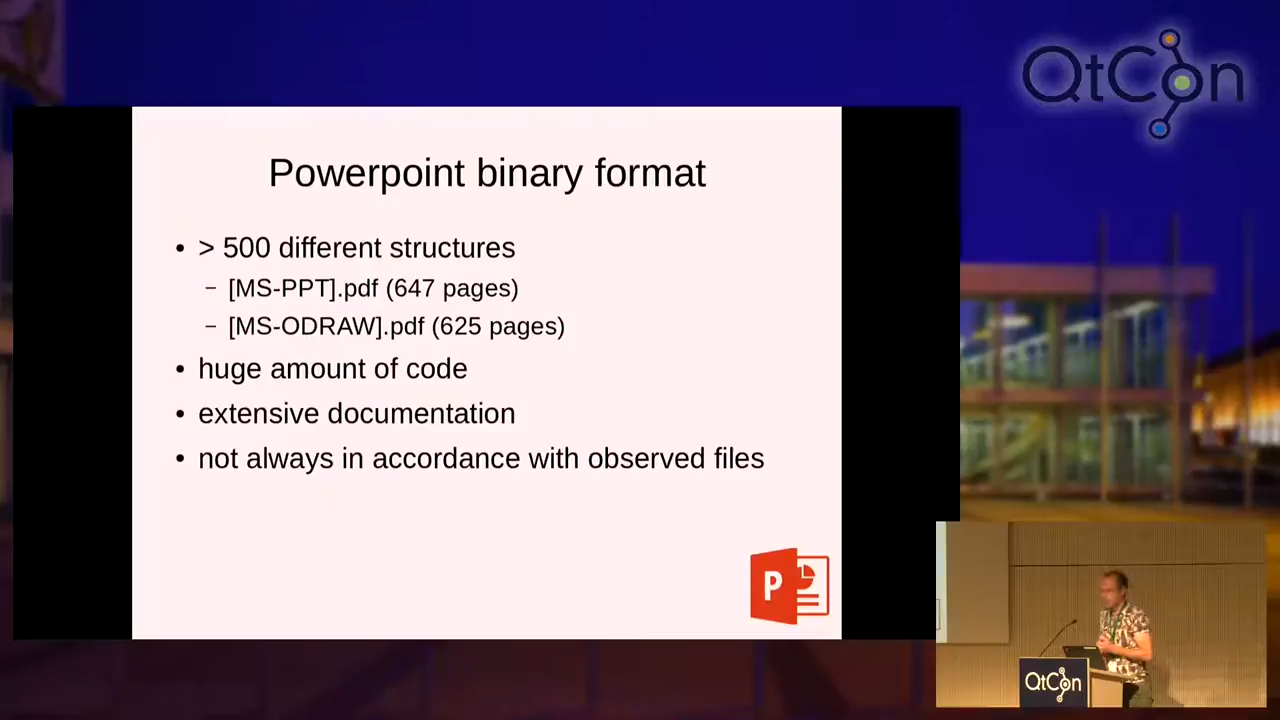 QtCon
Powerpoint binary format
• > 500 different structures
– [MS-PPT].pdf (647 pages)
– [MS-ODRAW].pdf (625 pages)
• huge amount of code
• extensive documentation
• not always in accordance with observed files
P
QtCon